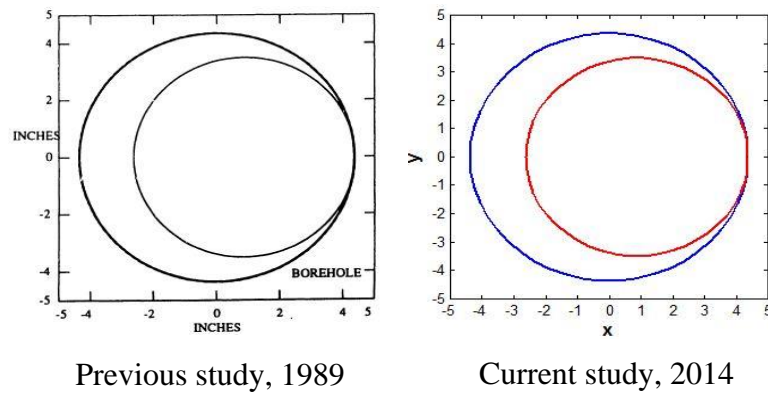 5
4
2
INCHES
0
-2
-4
BOREHOLE
-5
-5 -4 -2 0 2 4 5
INCHES
Previous study, 1989
5
4
3
2
1
0
y
-1
-2
-3
-4
-5
-5 -4 -3 -2 -1 0 1 2 3 4 5
x
Current study, 2014